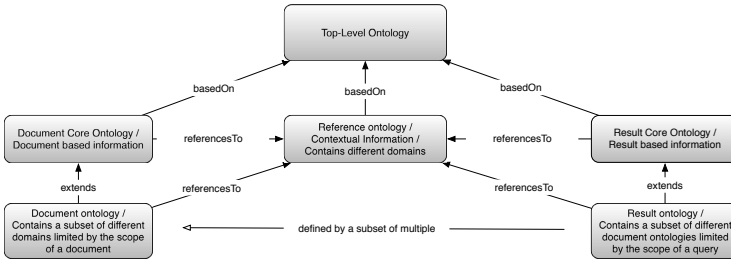 Top-Level Ontology
basedOn
basedOn
basedOn
Document Core Ontology /
Document based information
referencesTo
Reference ontology /
Contextual Information /
Contains different domains
referencesTo
Result Core Ontology /
Result based information
extends
referencesTo
referencesTo
extends
Document ontology /
Contains a subset of different
domains limited by the scope
of a document
defined by a subset of multiple
Result ontology /
Contains a subset of different
document ontologies limited
by the scope of a query